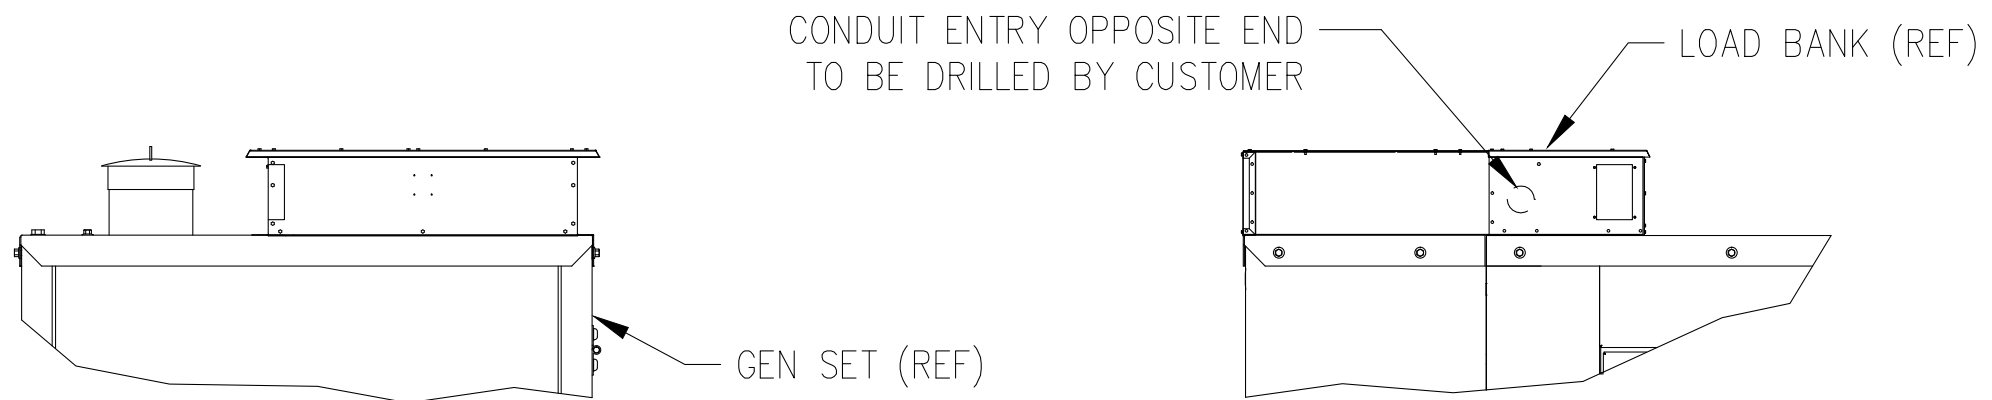 CONDUIT ENTRY OPPOSITE END
TO BE DRILLED BY CUSTOMER
LOAD BANK (REF)
GEN SET (REF)